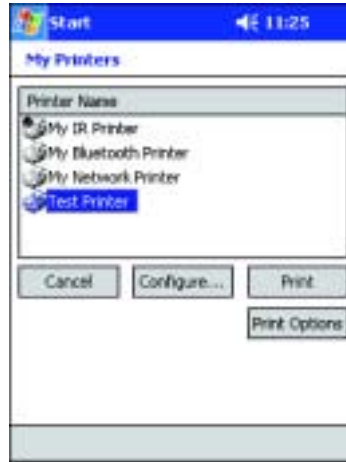 Start 11:25
My Printers
Printer Name
My IR Printer
My Bluetooth Printer
My Network Printer
Test Printer
Cancel Configure... Print
Print Options